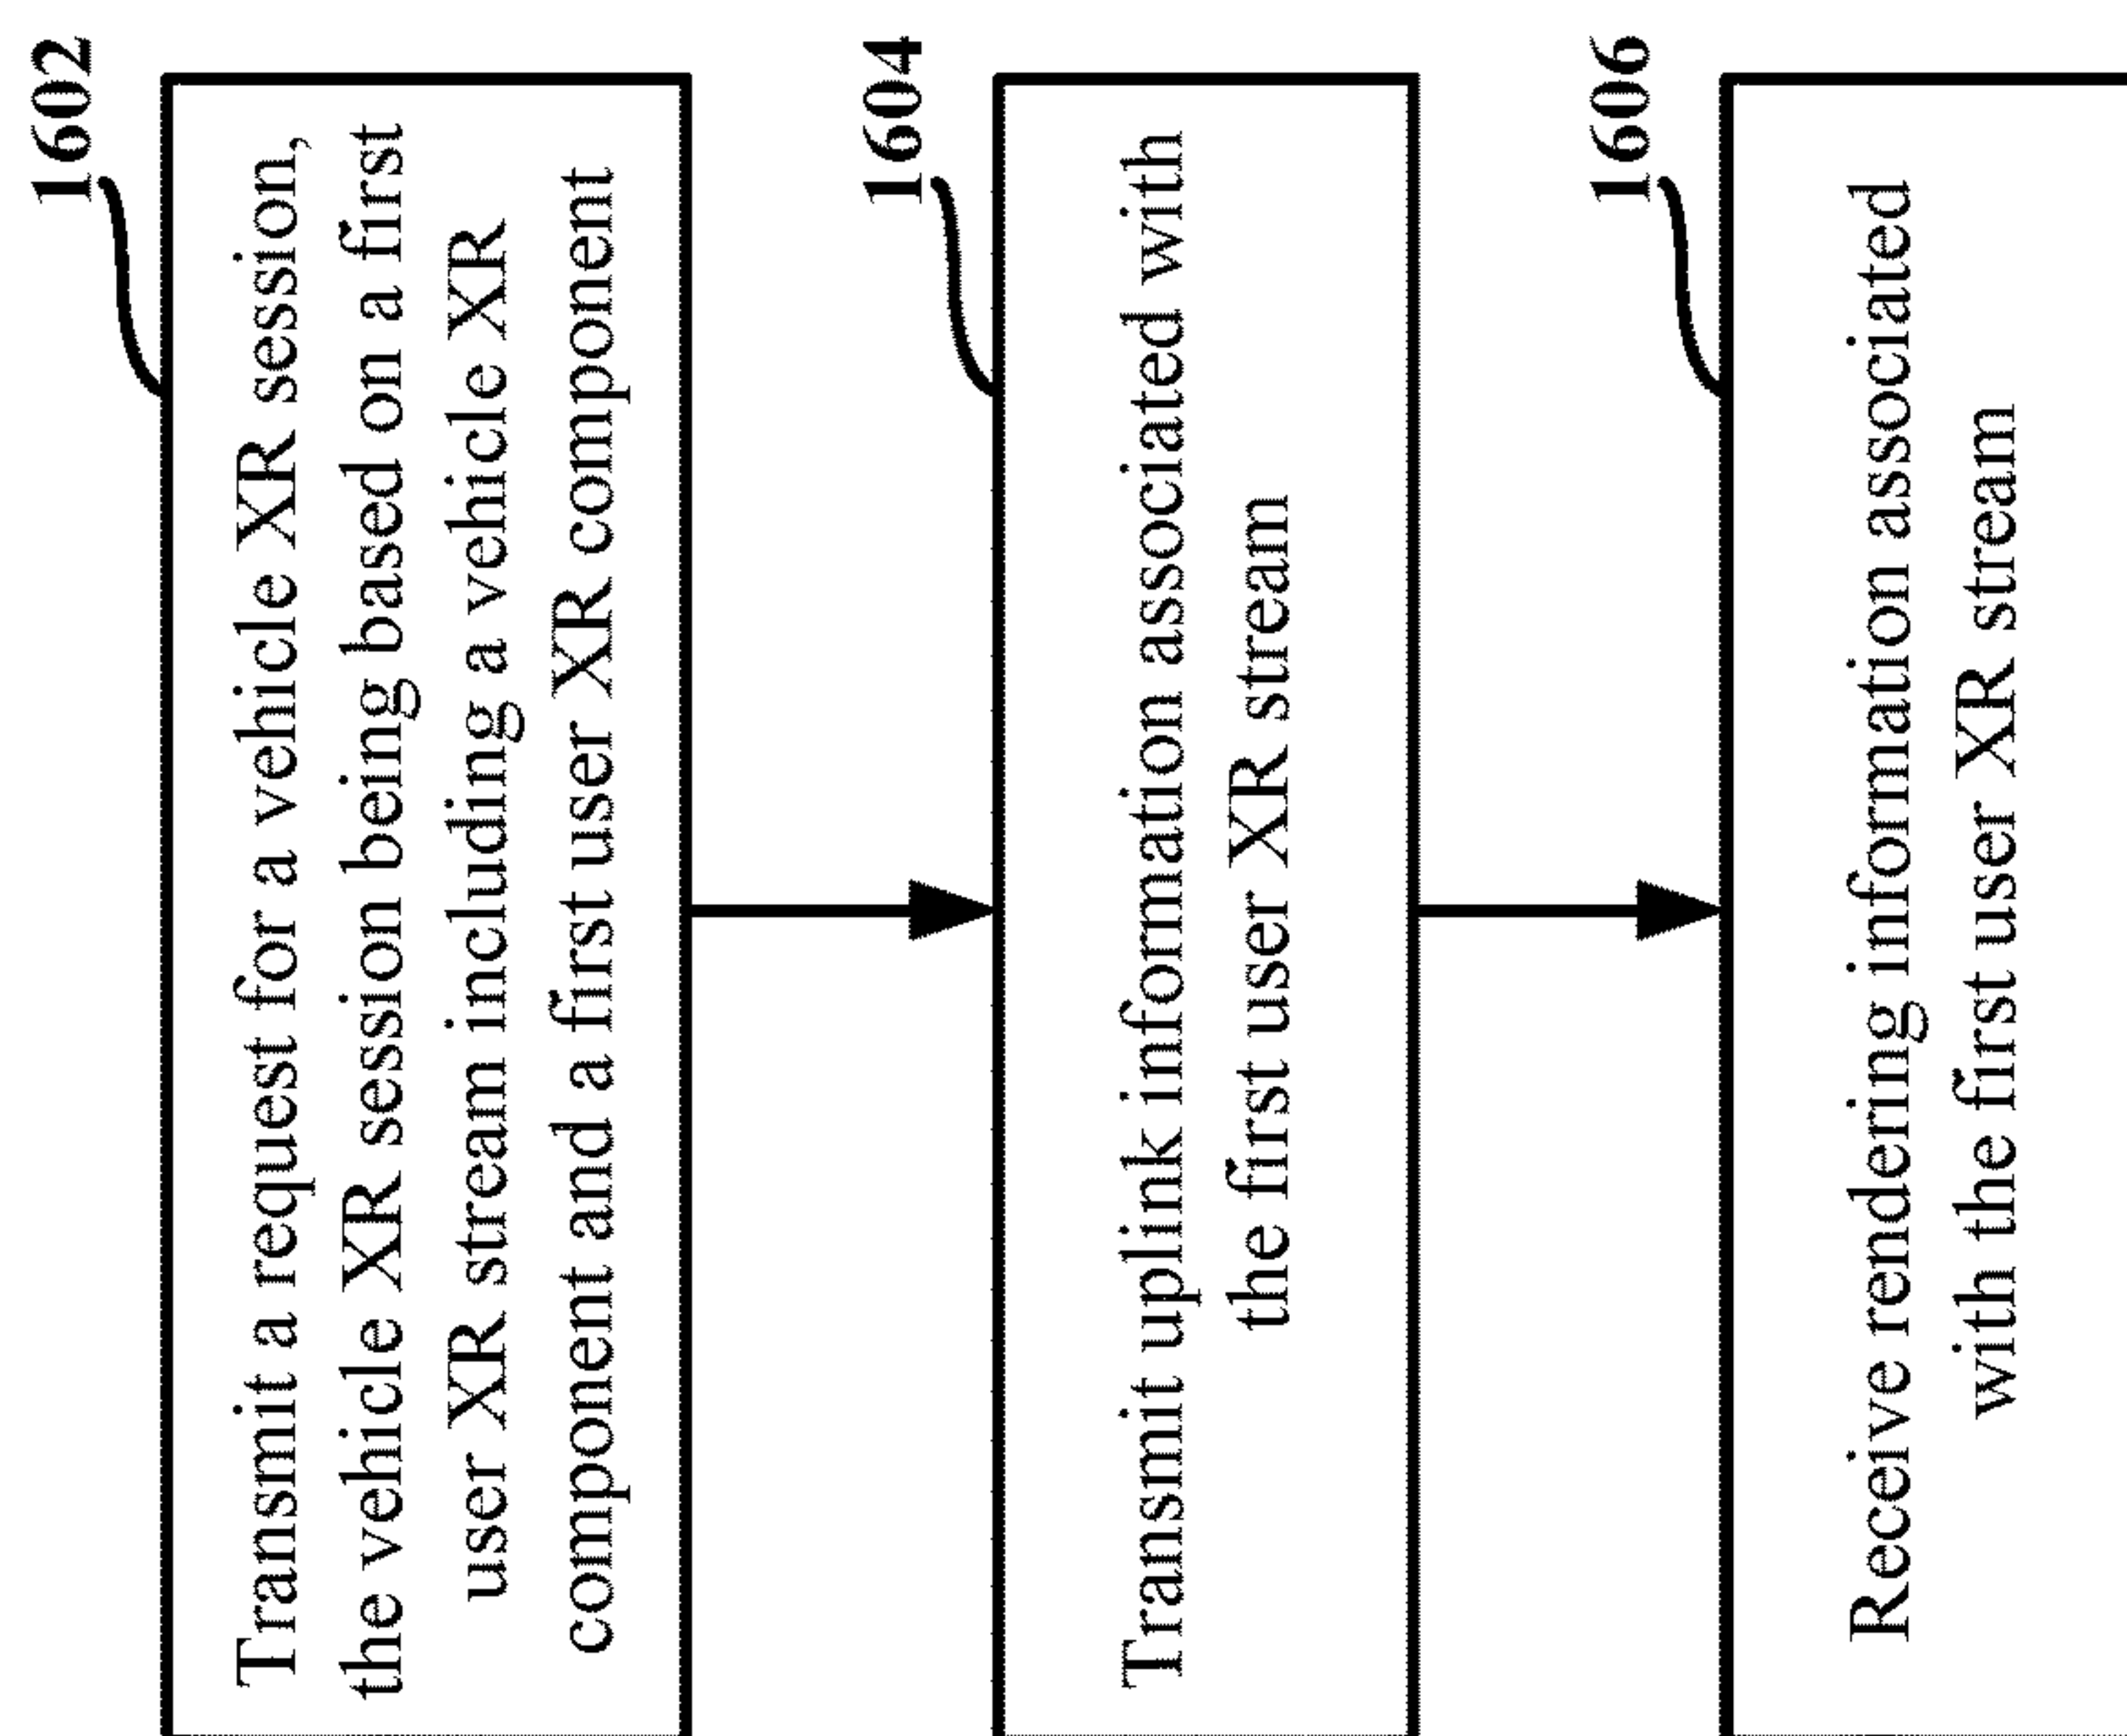 1602
Transmit a request for a vehicle XR session,
the vehicle XR session being based on a first
user XR stream including a vehicle XR
component and a first user XR component
1604
Transmit uplink information associated with
the first user XR stream
1606
Receive rendering information associated
with the first user XR stream